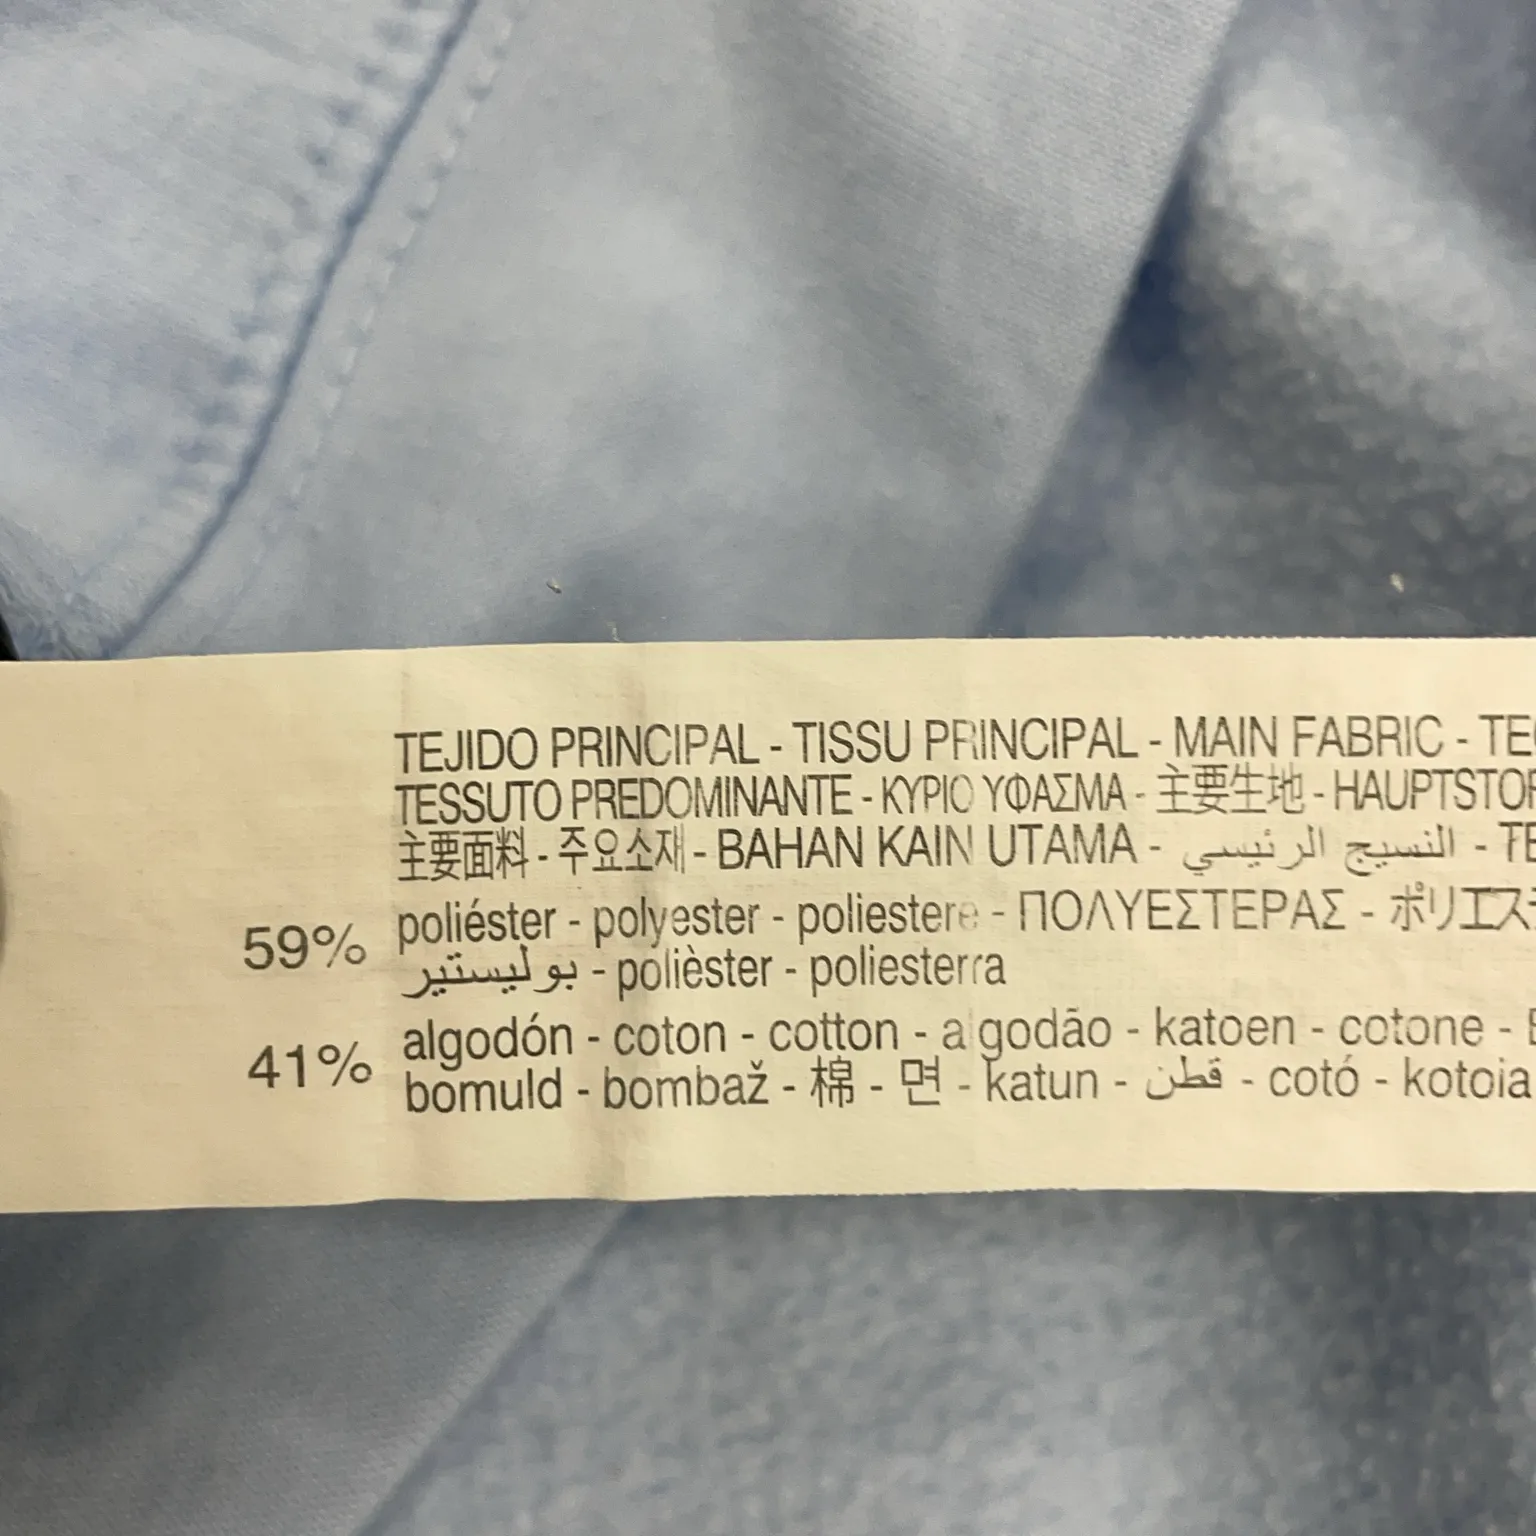 TEJIDO PRINCIPAL - TISSU PRINCIPAL - MAIN FABRIC -
TESSUTO PREDOMINANTE - ΚΥΡΙΟ ΥΦΑΣΜΑ - 主要生地 -
主要面料 - 주요소재 - BAHAN KAIN UTAMA - النسيج الرئيسي -
59% poliéster - polyester - poliestere - ΠΟΛΥΕΣΤΕΡΑΣ -
بوليستير - polièster - poliesterra
41% algodón - coton - cotton - algodão - katoen - cotone -
bomuld - bombaž - 棉 - 면 - katun - قطن - cotó - kotoia